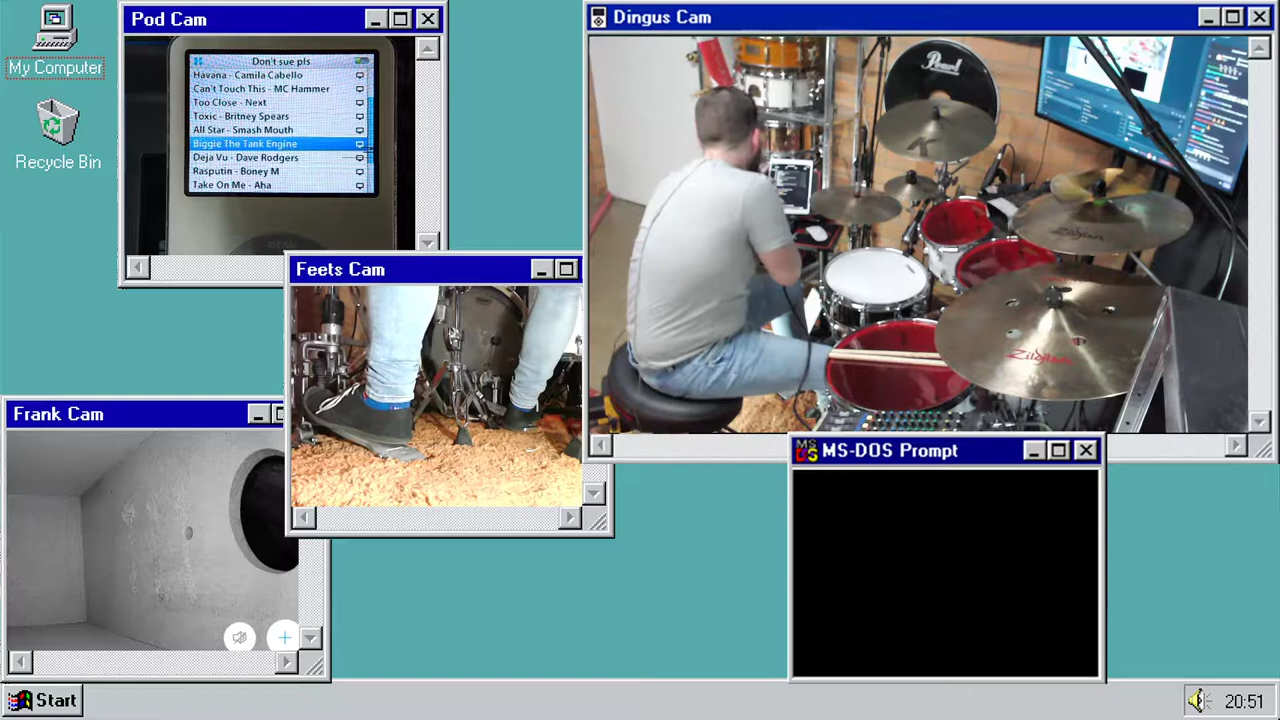 My Computer
Recycle Bin
Pod Cam
Don't sue pls
Havana - Camila Cabello
Can't Touch This - MC Hammer
Too Close - Next
Toxic - Britney Spears
All Star - Smash Mouth
Biggie The Tank Engine
Deja Vu - Dave Rodgers
Rasputin - Boney M
Take On Me - Aha
MENU
Dingus Cam
Pearl
Zildjian
Zildjian
Feets Cam
Frank Cam
MS-DOS Prompt
Start
20:51